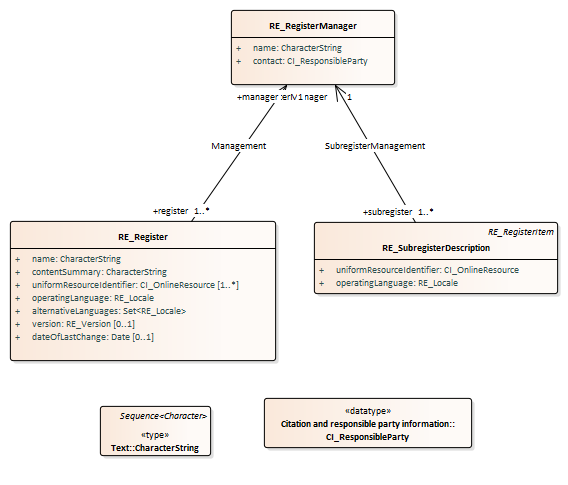 RE_RegisterManager
+ name: CharacterString
+ contact: CI_ResponsibleParty
+manager 1
1
Management
SubregisterManagement
+register 1..*
+subregister 1..*
RE_Register
+ name: CharacterString
+ contentSummary: CharacterString
+ uniformResourceIdentifier: CI_OnlineResource [1..*]
+ operatingLanguage: RE_Locale
+ alternativeLanguages: Set<RE_Locale>
+ version: RE_Version [0..1]
+ dateOfLastChange: Date [0..1]
RE_RegisterItem
RE_SubregisterDescription
+ uniformResourceIdentifier: CI_OnlineResource
+ operatingLanguage: RE_Locale
Sequence<Character>
«type»
Text::CharacterString
«datatype»
Citation and responsible party information::
CI_ResponsibleParty